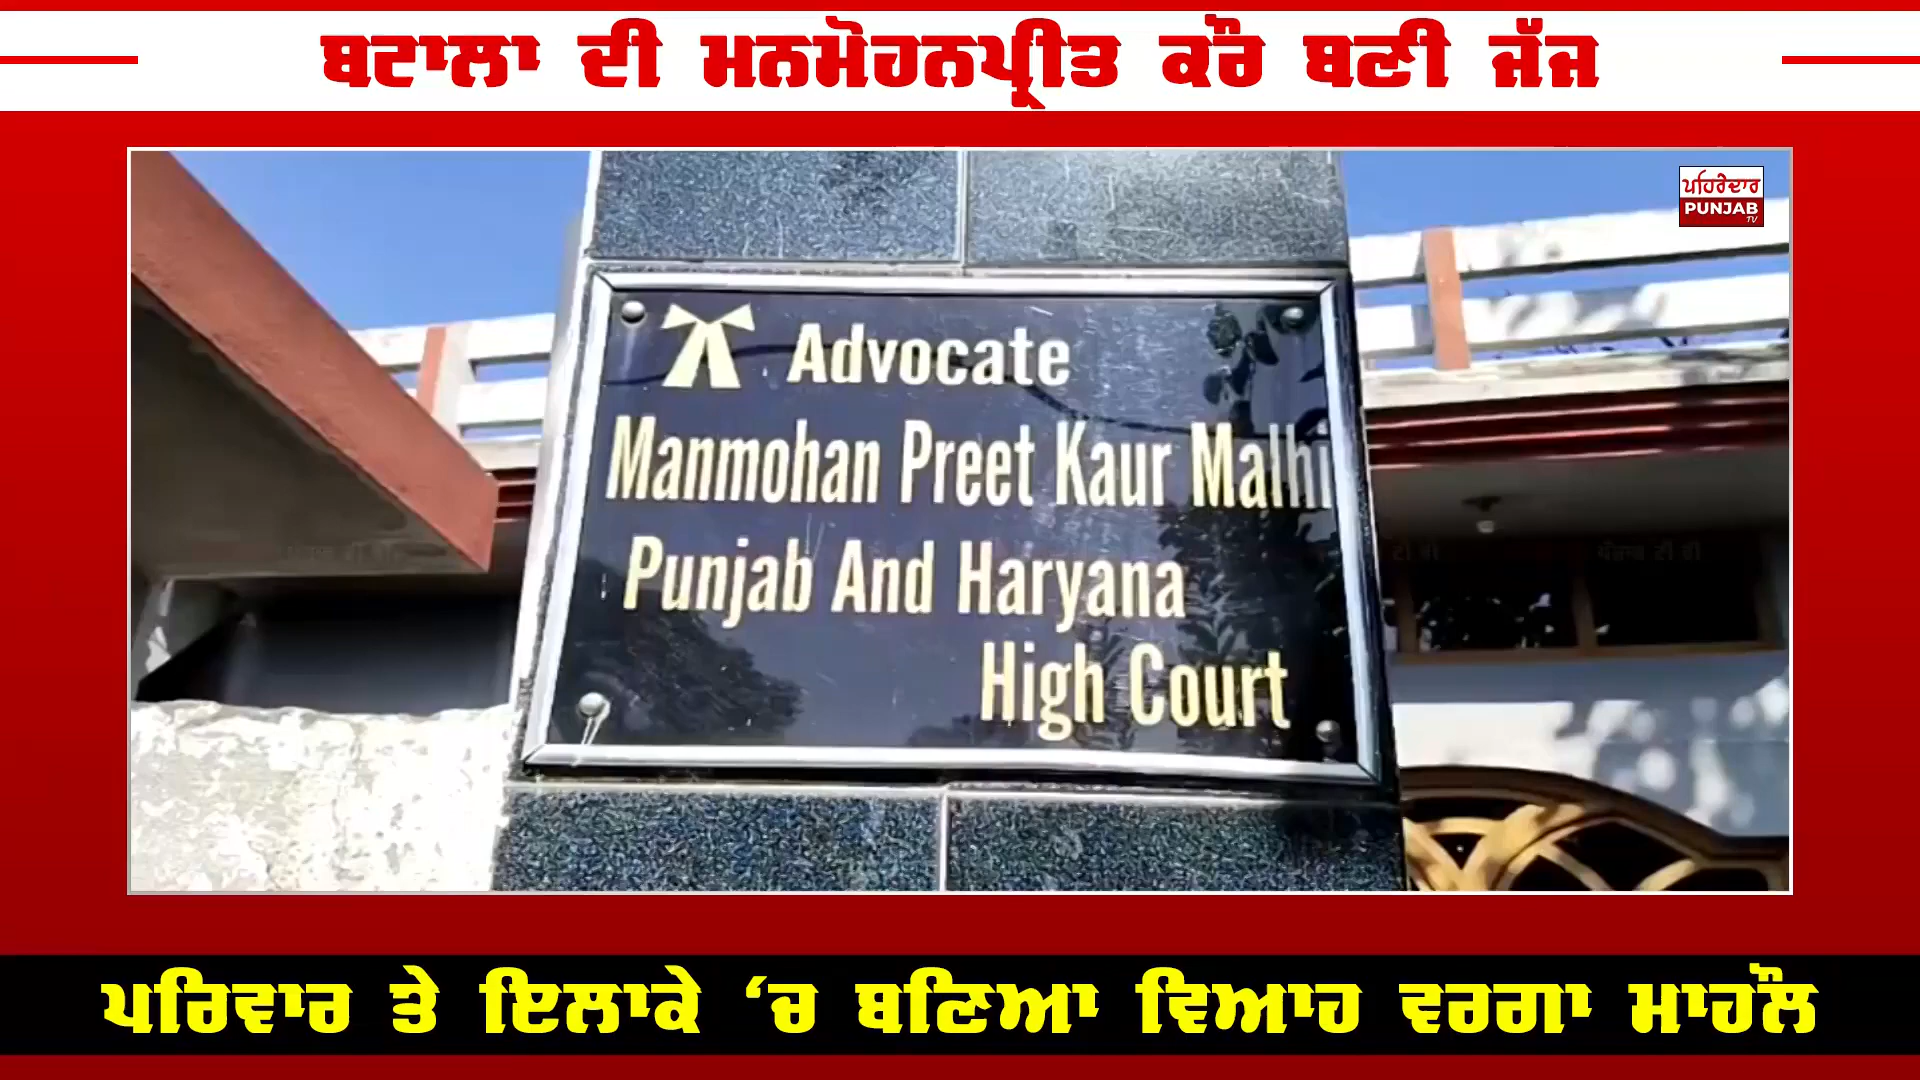 ਬਟਾਲਾ ਦੀ ਮਨਮੋਹਨਪ੍ਰੀਤ ਕੌਰ ਬਣੀ ਜੱਜ
ਪਹਿਰੇਦਾਰ
PUNJAB
TV
Advocate
Manmohan Preet Kaur Malhi
Punjab And Haryana
High Court
ਪਰਿਵਾਰ ਤੇ ਇਲਾਕੇ ‘ਚ ਬਣਿਆ ਵਿਆਹ ਵਰਗਾ ਮਾਹੌਲ